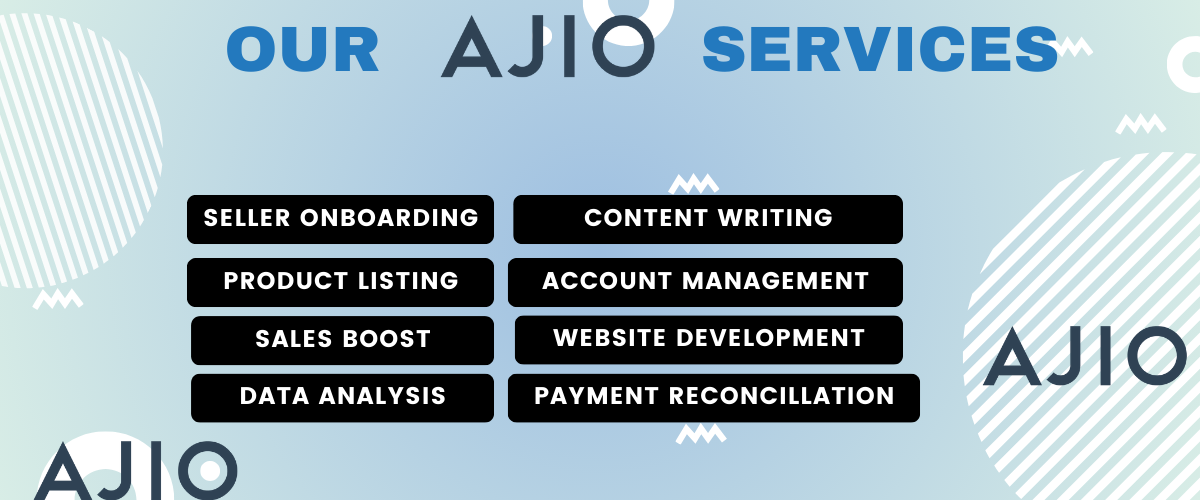 OUR AJIO SERVICES
SELLER ONBOARDING
CONTENT WRITING
PRODUCT LISTING
ACCOUNT MANAGEMENT
SALES BOOST
WEBSITE DEVELOPMENT
DATA ANALYSIS
PAYMENT RECONCILLATION
AJIO
AJIO